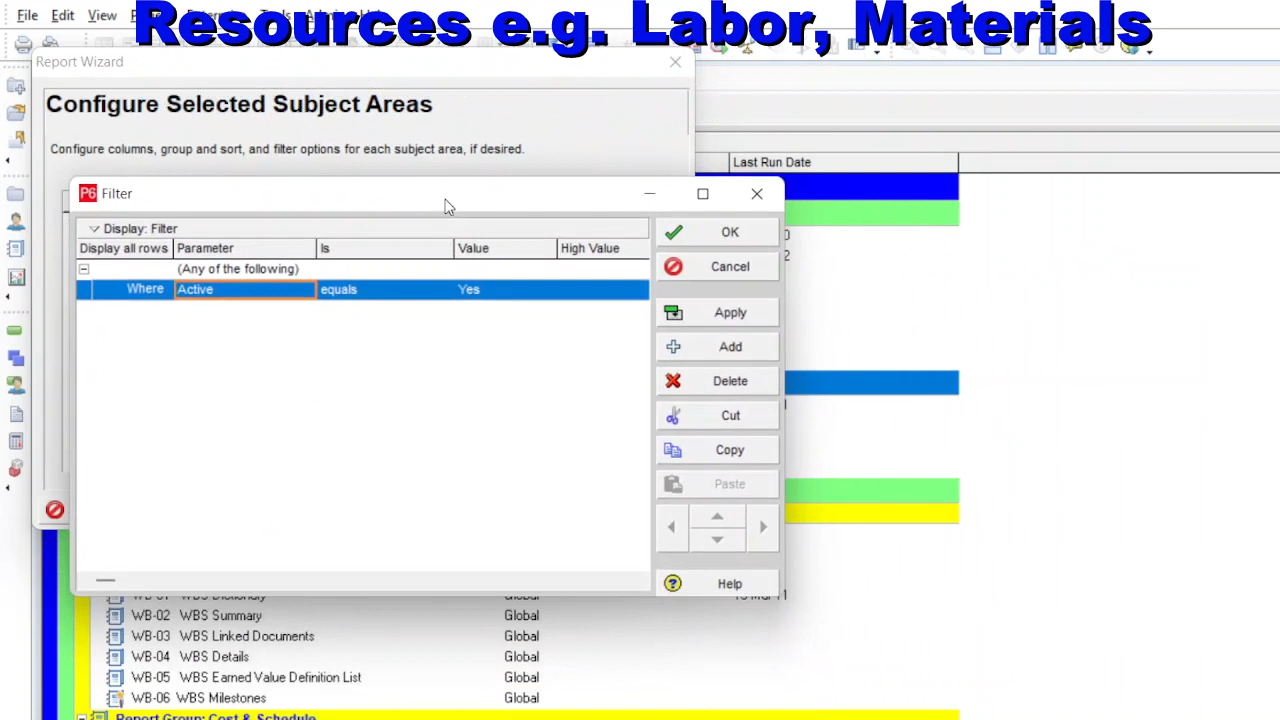 Resources e.g. Labor, Materials
File Edit View
Report Wizard
Configure Selected Subject Areas
Configure columns, group and sort, and filter options for each subject area, if desired.
Last Run Date
P6 Filter
Display: Filter
Display all rows Parameter Is Value High Value
(Any of the following)
Where Active equals Yes
OK
Cancel
Apply
Add
Delete
Cut
Copy
Paste
Help
WB-02 WBS Summary Global
WB-03 WBS Linked Documents Global
WB-04 WBS Details Global
WB-05 WBS Earned Value Definition List Global
WB-06 WBS Milestones Global
Report Group: Cost & Schedule